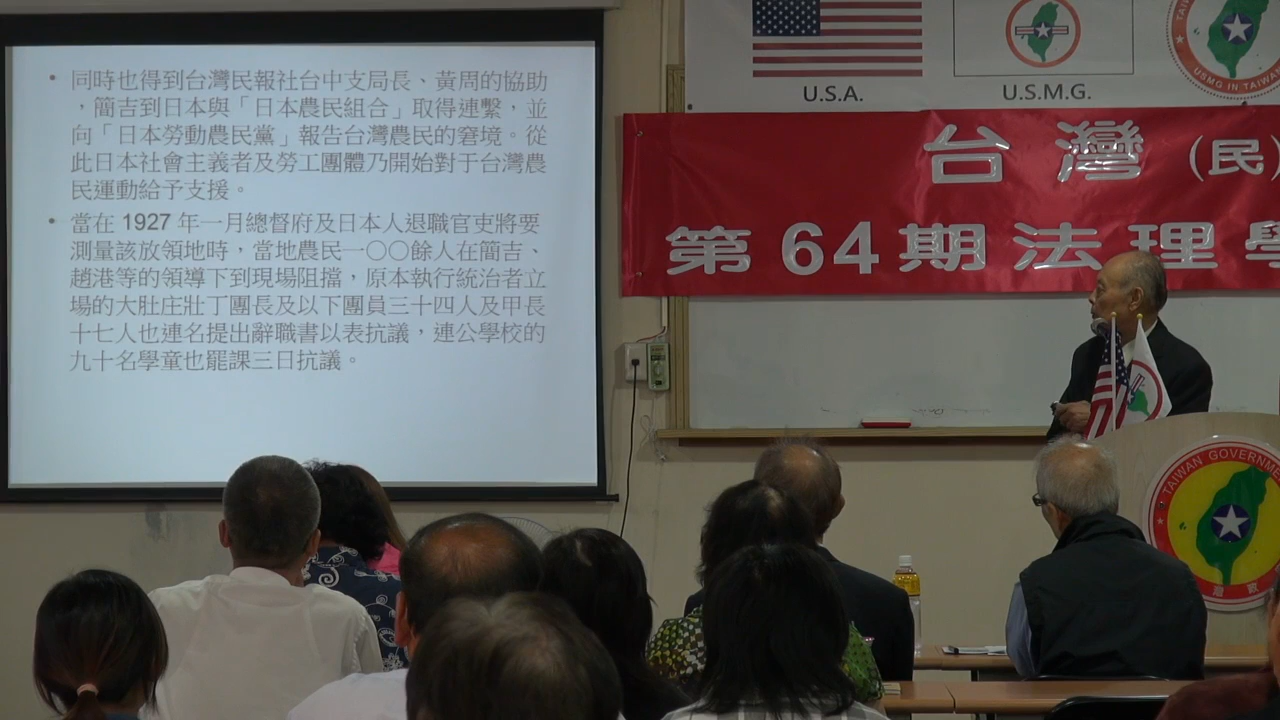 • 同時也得到台灣民報社台中支局長、黃周的協助
，簡吉到日本與「日本農民組合」取得連繫，並
向「日本勞動農民黨」報告台灣農民的窘境。從
此日本社會主義者及勞工團體乃開始對于台灣農
民運動給予支援。
• 當在 1927 年一月總督府及日本人退職官吏將要
測量該放領地時，當地農民一〇〇餘人在簡吉、
趙港等的領導下到現場阻擋，原本執行統治者立
場的大肚庄壯丁團長及以下團員三十四人及甲長
十七人也連名提出辭職書以表抗議，連公學校的
九十名學童也罷課三日抗議。
U.S.A.
U.S.M.G.
USMG IN TAIWAN
台灣(民)
第64期法理學
TAIWAN GOVERNME